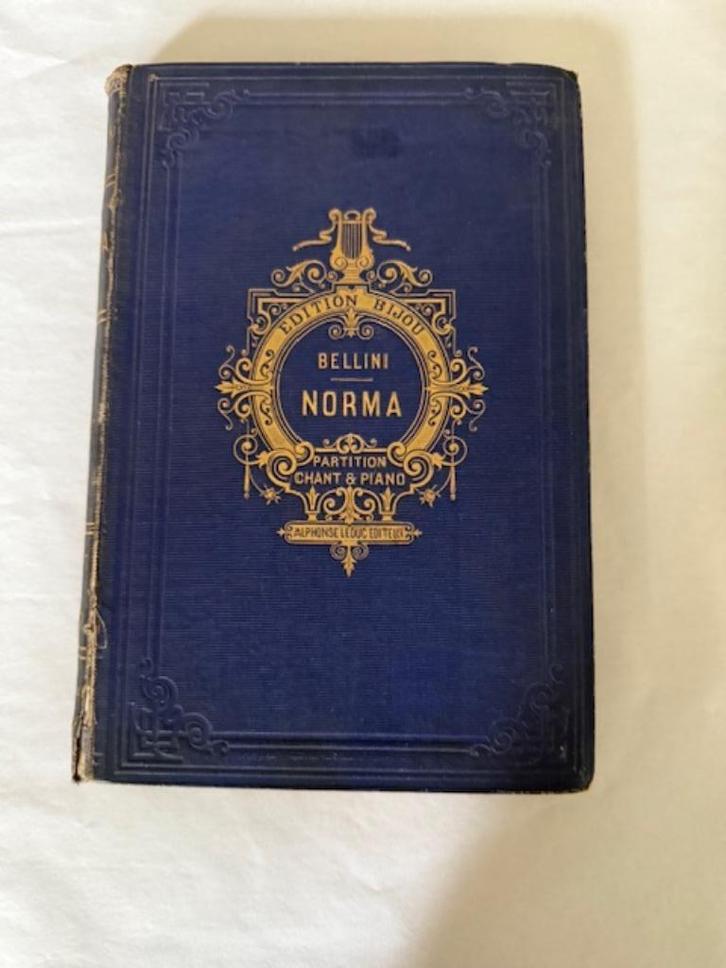 EDITION BIJOU
BELLINI
NORMA
PARTITION
CHANT & PIANO
ALPHONSE LEDUC EDITEUR